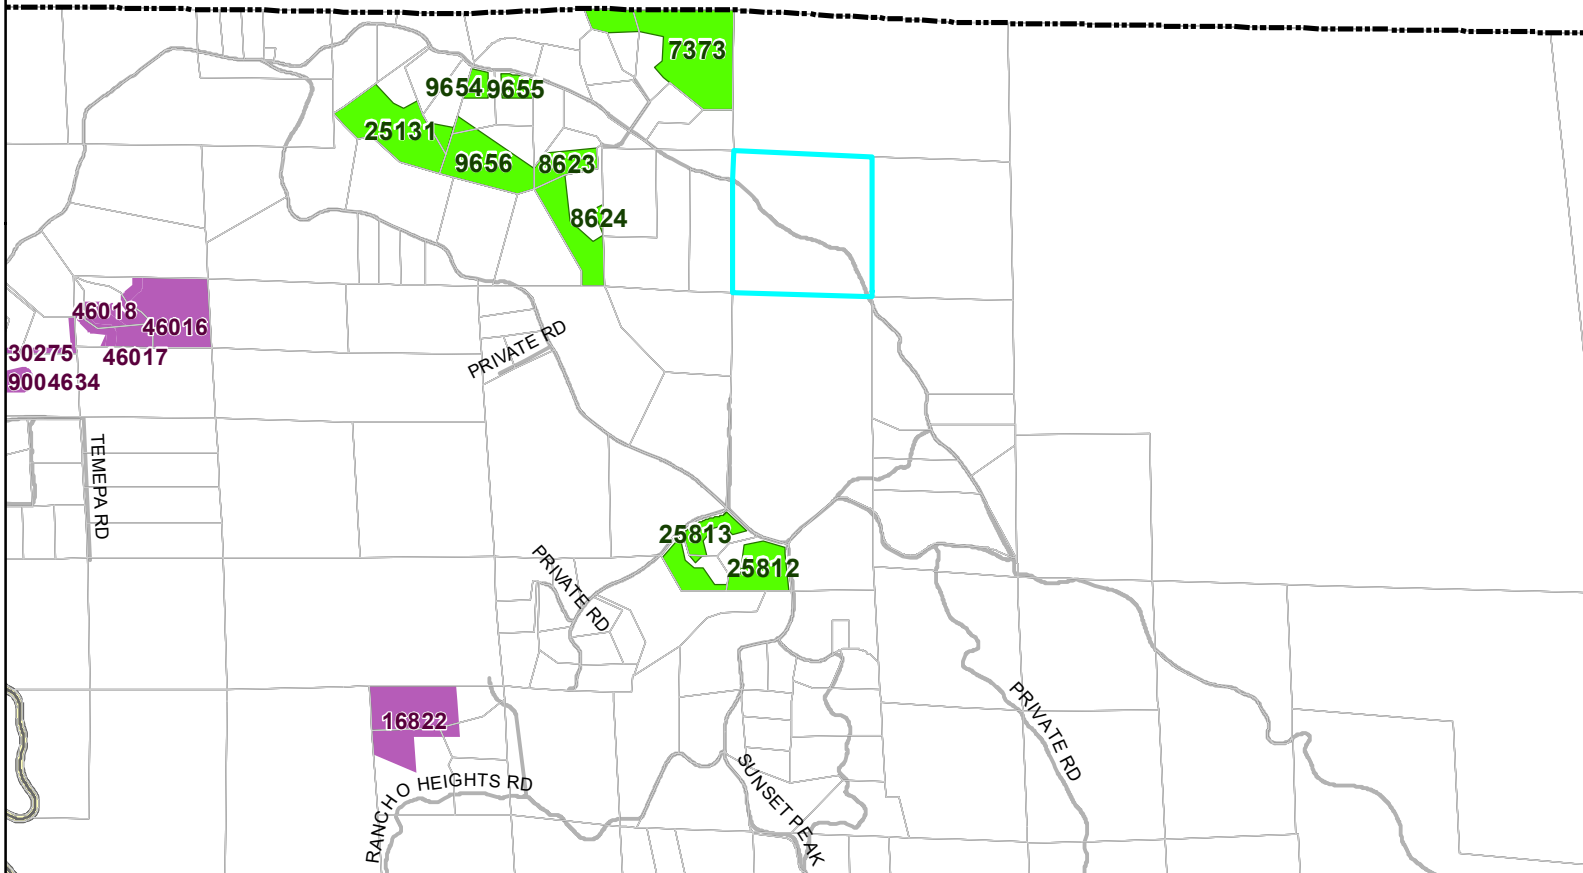 7373
9654
9655
25131
9656
8623
8624
46018
46016
30275
46017
9004634
PRIVATE RD
TEMEPA RD
25813
25812
PRIVATE RD
16822
PRIVATE RD
RANCHO HEIGHTS RD
SUNSET PEAK